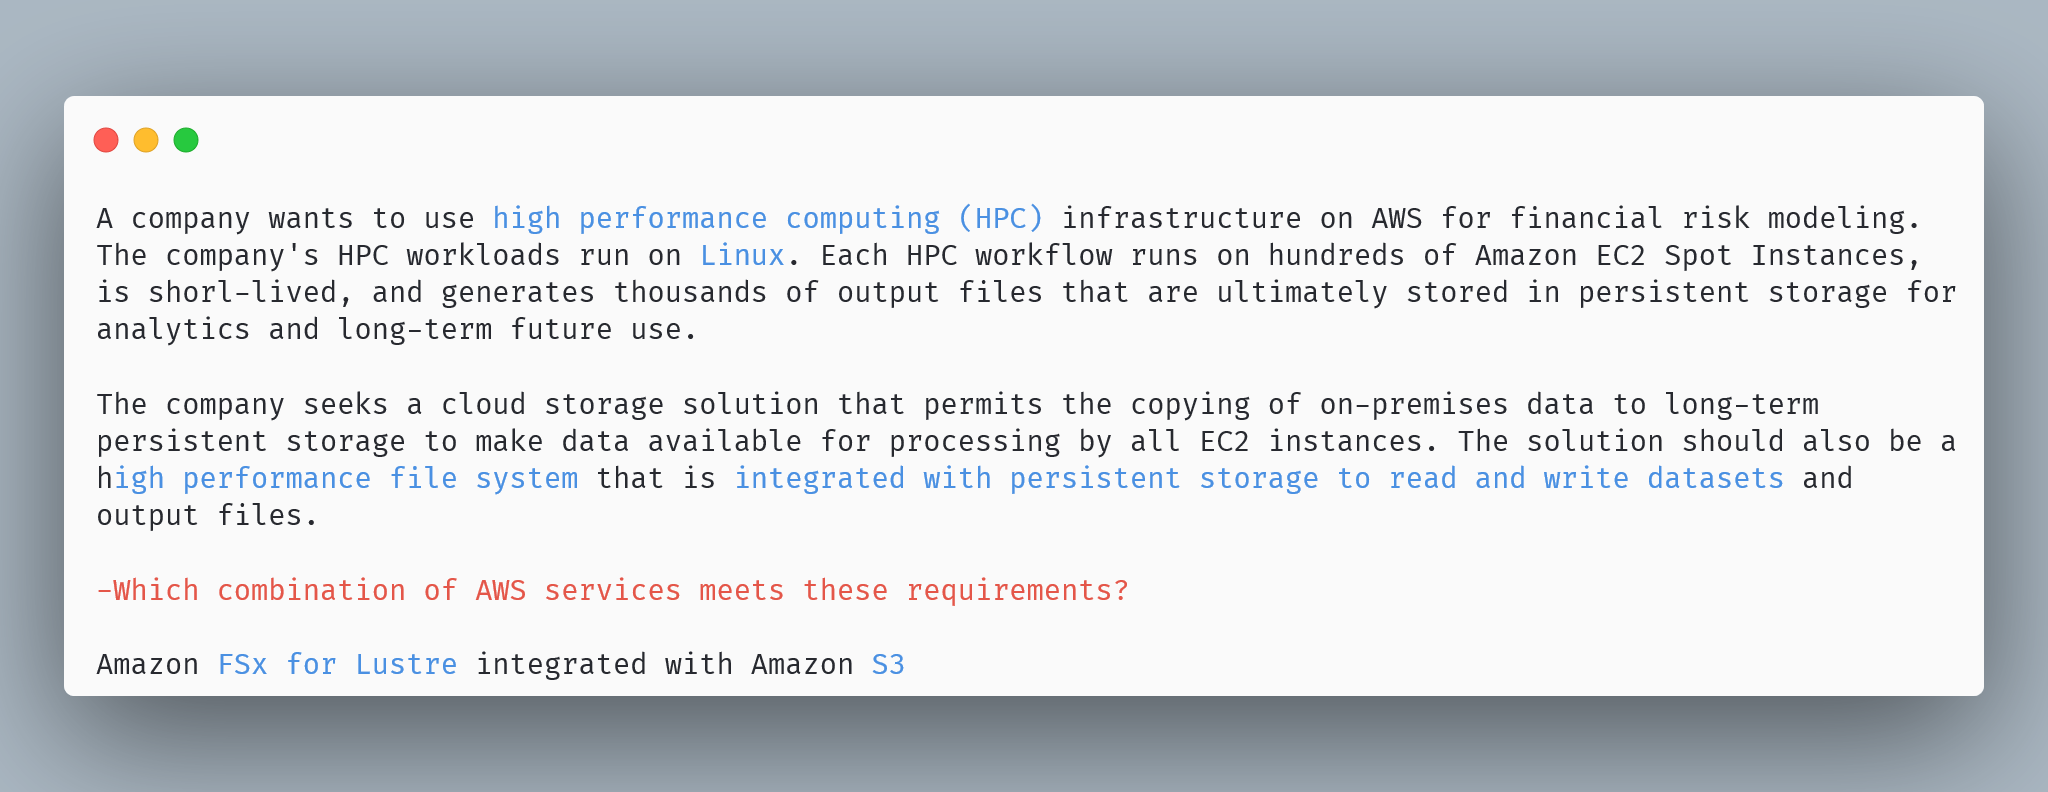 A company wants to use high performance computing (HPC) infrastructure on AWS for financial risk modeling.
The company's HPC workloads run on Linux. Each HPC workflow runs on hundreds of Amazon EC2 Spot Instances,
is shorl-lived, and generates thousands of output files that are ultimately stored in persistent storage for
analytics and long-term future use.
The company seeks a cloud storage solution that permits the copying of on-premises data to long-term
persistent storage to make data available for processing by all EC2 instances. The solution should also be a
high performance file system that is integrated with persistent storage to read and write datasets and
output files.
-Which combination of AWS services meets these requirements?
Amazon FSx for Lustre integrated with Amazon S3